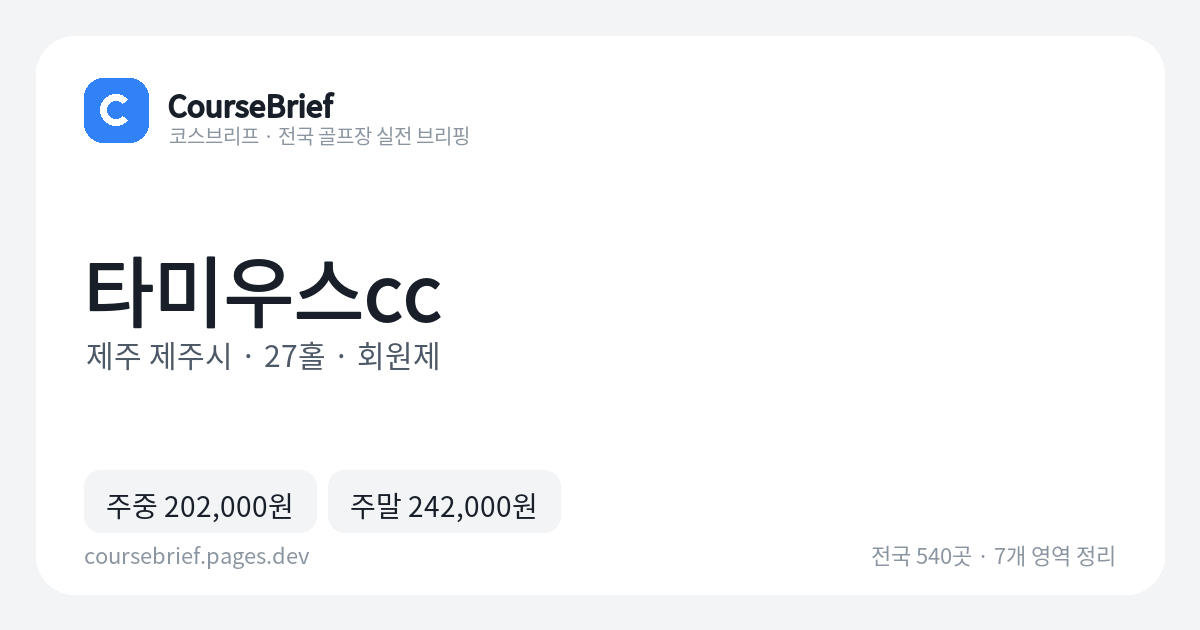 CourseBrief
코스브리프 · 전국 골프장 실전 브리핑
타미우스cc
제주 제주시 · 27홀 · 회원제
주중 202,000원 주말 242,000원
coursebrief.pages.dev 전국 540곳 · 7개 영역 정리